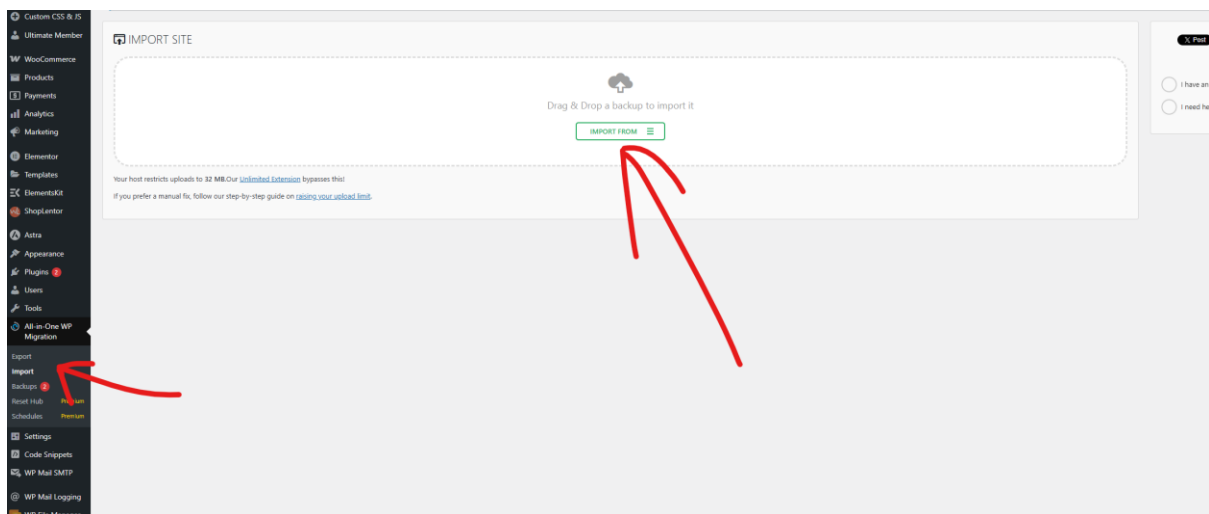 Custom CSS & JS
Ultimate Member
WooCommerce
Products
Payments
Analytics
Marketing
Elementor
Templates
ElementsKit
ShopLentor
Astra
Appearance
Plugins 2
Users
Tools
All-in-One WP
Migration
Export
Import
Backups 2
Reset Hub Premium
Schedules Premium
Settings
Code Snippets
WP Mail SMTP
WP Mail Logging
IMPORT SITE
Drag & Drop a backup to import it
IMPORT FROM
Your host restricts uploads to 32 MB.Our Unlimited Extension bypasses this!
If you prefer a manual fix, follow our step-by-step guide on raising your upload limit.
X Post
I have an
I need he